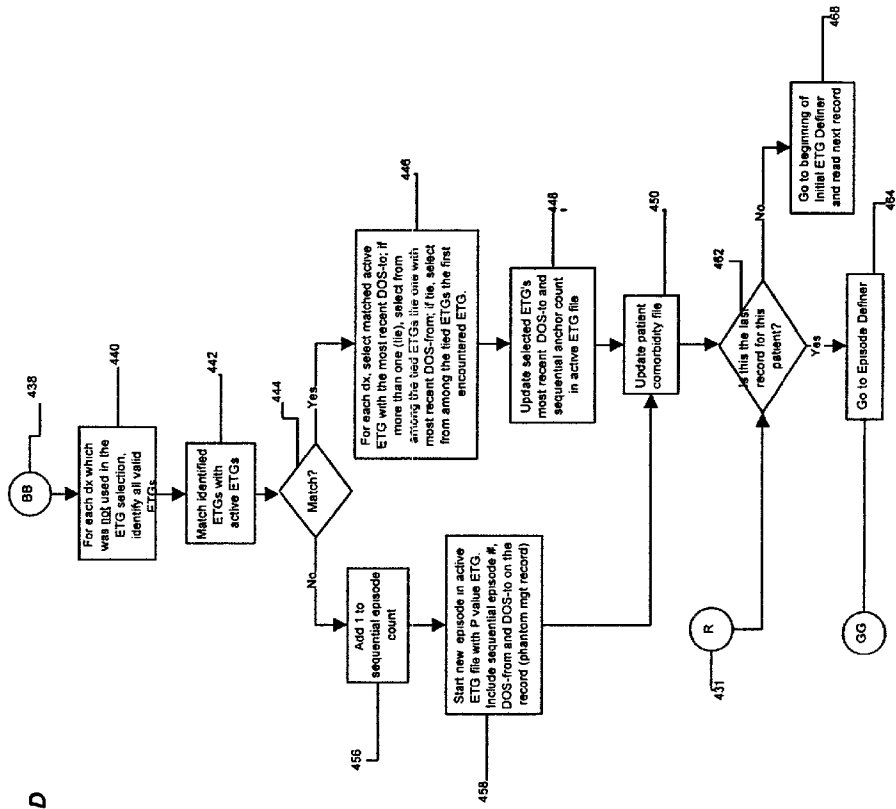 D
BB
438
For each dx which
was not used in the
ETG selection,
identify all valid
ETGs
440
Match identified
ETGs with
active ETGs
442
444
Match?
No
Yes
Add 1 to
sequential episode
count
456
Start new episode in active
ETG file with P value ETG.
Include sequential episode #,
DOS-from and DOS-to on the
record (phantom mgt record)
458
For each dx, select matched active
ETG with the most recent DOS-to; if
more than one (tie), select from
among the tied ETGs the one with
most recent DOS-from; if tie, select
from among the tied ETGs the first
encountered ETG.
446
Update selected ETG's
most recent DOS-to and
sequential anchor count
in active ETG file
448
Update patient
comorbidity file
450
R
431
462
Is this the last
record for this
patient?
No
Yes
Go to beginning of
Initial ETG Definer
and read next record
468
GG
Go to Episode Definer
464